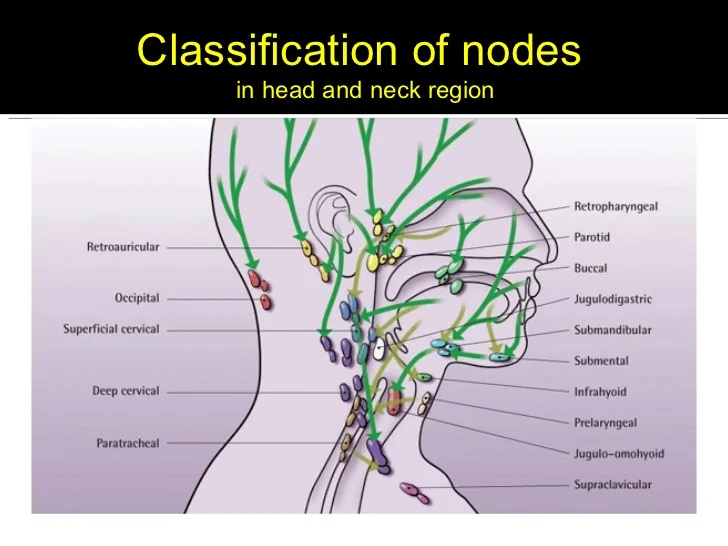 Classification of nodes
in head and neck region
Retroauricular
Occipital
Superficial cervical
Deep cervical
Paratracheal
Retropharyngeal
Parotid
Buccal
Jugulodigastric
Submandibular
Submental
Infrahyoid
Prelaryngeal
Jugulo-omohyoid
Supraclavicular